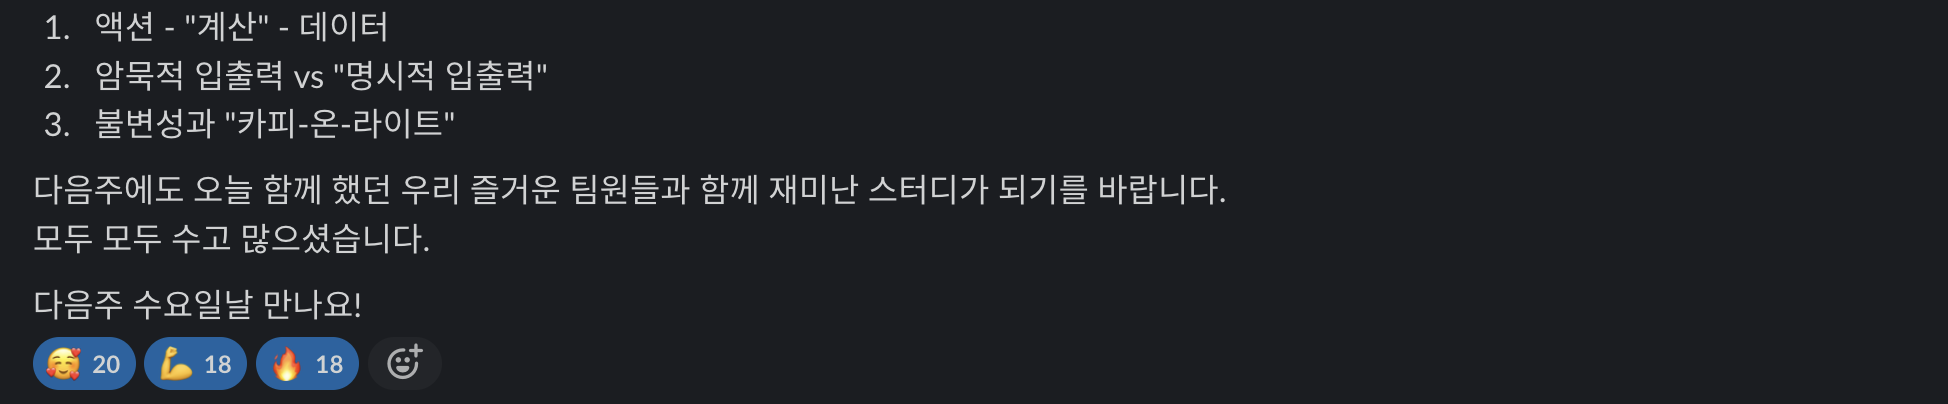 1. 액션 - "계산" - 데이터
2. 암묵적 입출력 vs "명시적 입출력"
3. 불변성과 "카피-온-라이트"
다음주에도 오늘 함께 했던 우리 즐거운 팀원들과 함께 재미난 스터디가 되기를 바랍니다.
모두 모두 수고 많으셨습니다.
다음주 수요일날 만나요!
🥰 20 💪 18 🔥 18